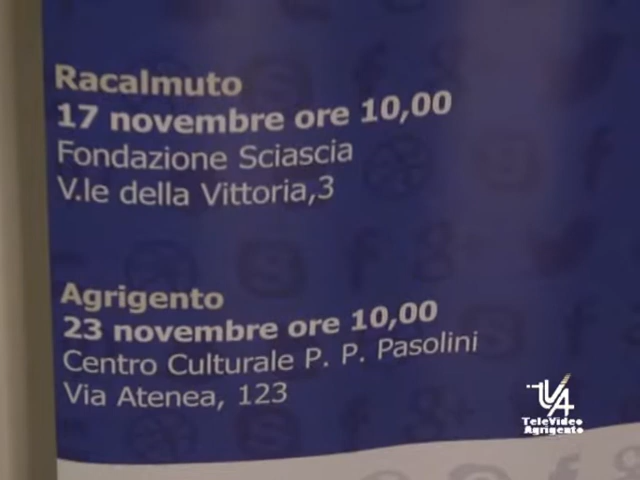 Racalmuto
17 novembre ore 10,00
Fondazione Sciascia
V.le della Vittoria,3
Agrigento
23 novembre ore 10,00
Centro Culturale P. P. Pasolini
Via Atenea, 123
TVA
TeleVideo
Agrigento